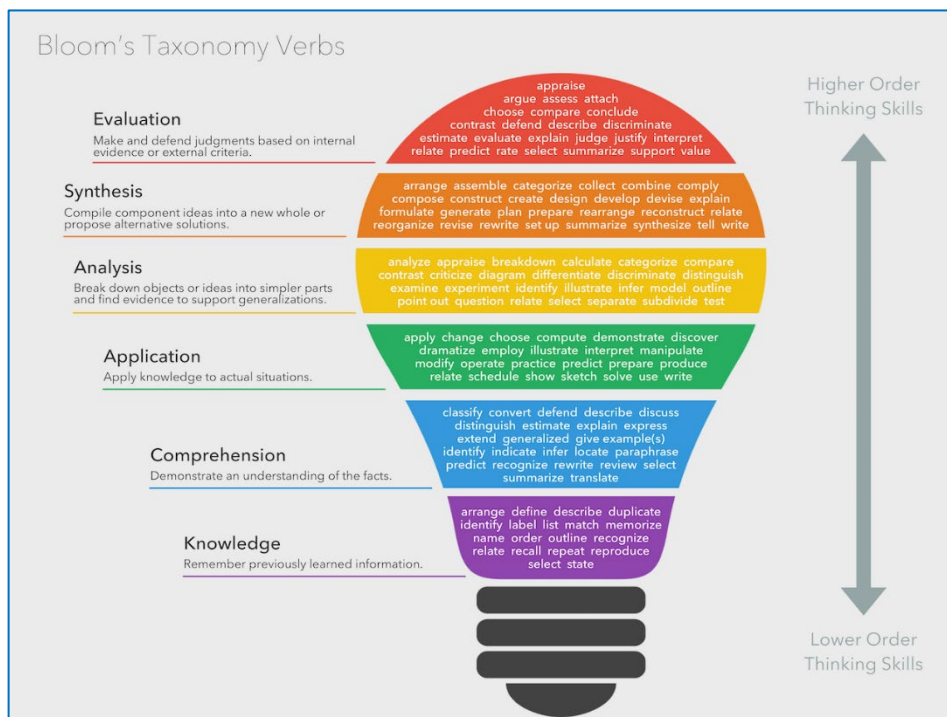 Bloom's Taxonomy Verbs
Higher Order
Thinking Skills
Evaluation
Make and defend judgments based on internal
evidence or external criteria.
appraise
argue assess attach
choose compare conclude
contrast defend describe discriminate
estimate evaluate explain judge justify interpret
relate predict rate select summarize support value
Synthesis
Compile component ideas into a new whole or
propose alternative solutions.
arrange assemble categorize collect combine comply
compose construct create design develop devise explain
formulate generate plan prepare rearrange reconstruct relate
reorganize revise rewrite set up summarize synthesize tell write
Analysis
Break down objects or ideas into simpler parts
and find evidence to support generalizations.
analyze appraise breakdown calculate categorize compare
contrast criticize diagram differentiate discriminate distinguish
examine experiment identify illustrate infer model outline
point out question relate select separate subdivide test
Application
Apply knowledge to actual situations.
apply change choose compute demonstrate discover
dramatize employ illustrate interpret manipulate
modify operate practice predict prepare produce
relate schedule show sketch solve use write
Comprehension
Demonstrate an understanding of the facts.
classify convert defend describe discuss
distinguish estimate explain express
extend generalized give example(s)
identify indicate infer locate paraphrase
predict recognize rewrite review select
summarize translate
Knowledge
Remember previously learned information.
arrange define describe duplicate
identify label list match memorize
name order outline recognize
relate recall repeat reproduce
select state
Lower Order
Thinking Skills